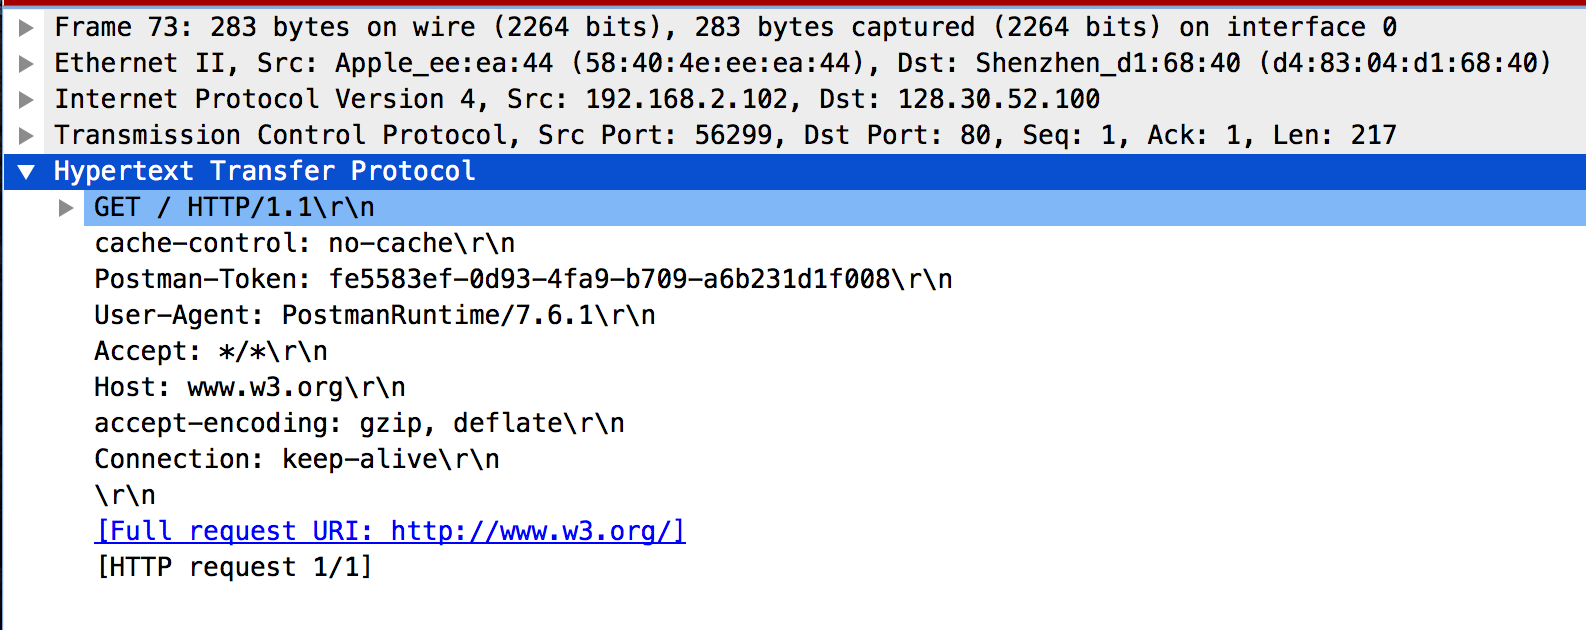 Frame 73: 283 bytes on wire (2264 bits), 283 bytes captured (2264 bits) on interface 0
Ethernet II, Src: Apple_ee:ea:44 (58:40:4e:ee:ea:44), Dst: Shenzhen_d1:68:40 (d4:83:04:d1:68:40)
Internet Protocol Version 4, Src: 192.168.2.102, Dst: 128.30.52.100
Transmission Control Protocol, Src Port: 56299, Dst Port: 80, Seq: 1, Ack: 1, Len: 217
Hypertext Transfer Protocol
GET / HTTP/1.1\r\n
cache-control: no-cache\r\n
Postman-Token: fe5583ef-0d93-4fa9-b709-a6b231d1f008\r\n
User-Agent: PostmanRuntime/7.6.1\r\n
Accept: */*\r\n
Host: www.w3.org\r\n
accept-encoding: gzip, deflate\r\n
Connection: keep-alive\r\n
\r\n
[Full request URI: http://www.w3.org/]
[HTTP request 1/1]